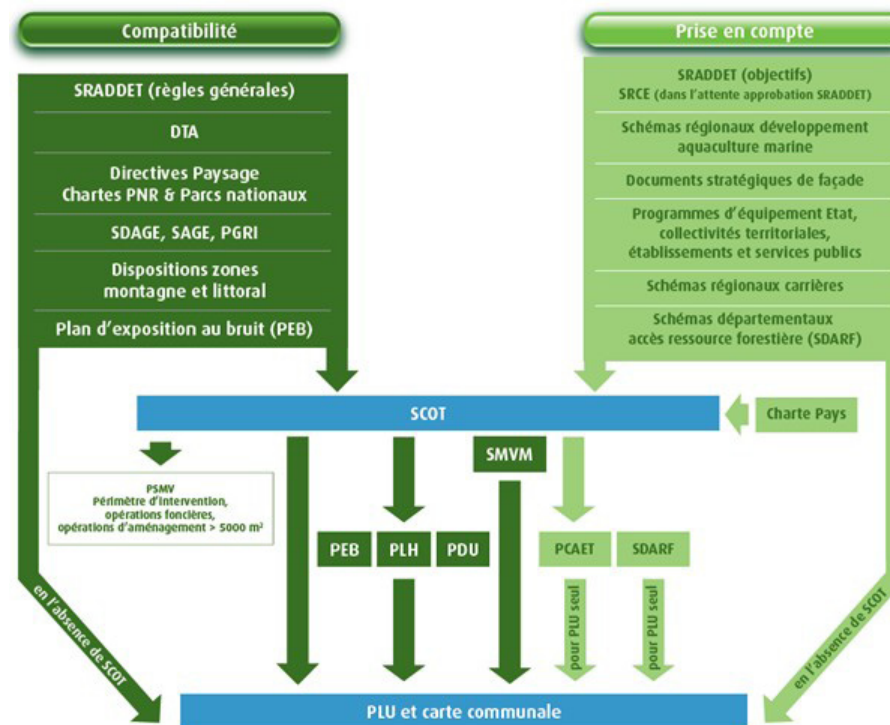 Compatibilité
Prise en compte
SRADDET (règles générales)
DTA
Directives Paysage
Chartes PNR & Parcs nationaux
SDAGE, SAGE, PGRI
Dispositions zones
montagne et littoral
Plan d'exposition au bruit (PEB)
SRADDET (objectifs)
SRCE (dans l'attente approbation SRADDET)
Schémas régionaux développement
aquaculture marine
Documents stratégiques de façade
Programmes d'équipement Etat,
collectivités territoriales,
établissements et services publics
Schémas régionaux carrières
Schémas départementaux
accès ressource forestière (SDARF)
SCOT
Charte Pays
PSMV
Périmètre d'intervention,
opérations foncières,
opérations d'aménagement > 5000 m²
SMVM
PEB
PLH
PDU
PCAET
SDARF
pour PLU seul
pour PLU seul
en l'absence de SCOT
en l'absence de SCOT
PLU et carte communale